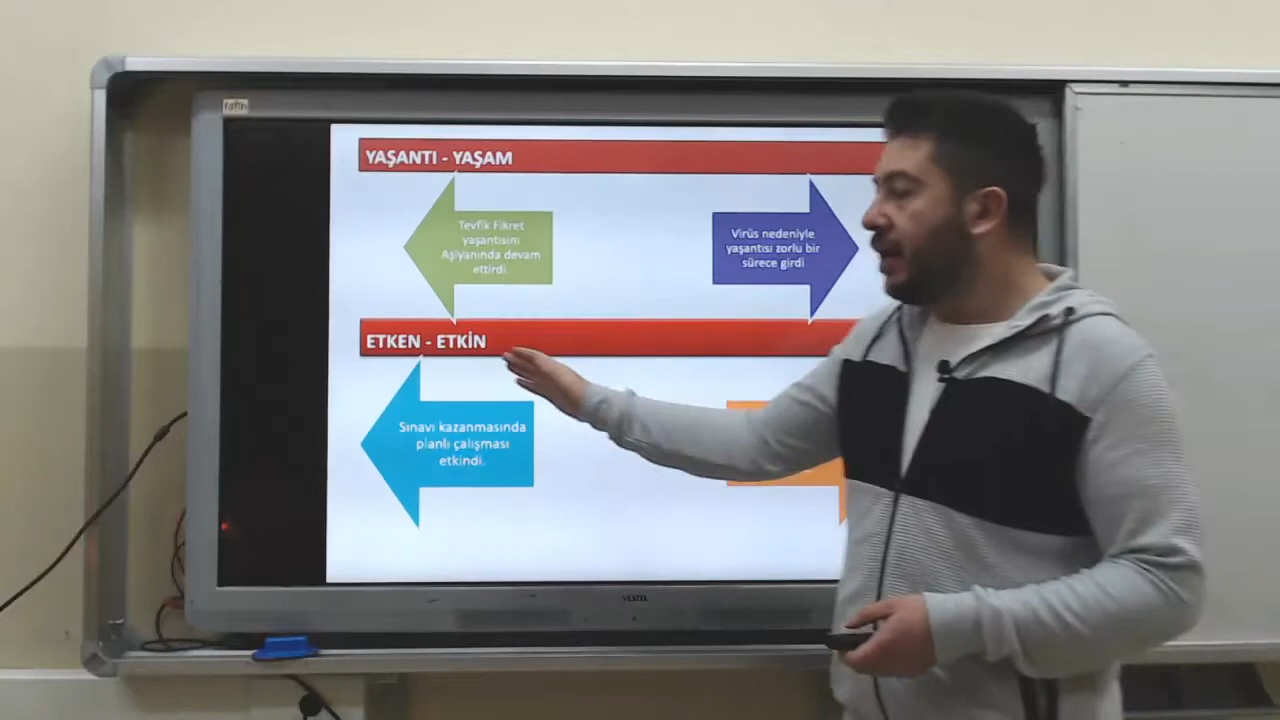 YAŞANTI - YAŞAM
Tevfik Fikret
yaşantısını
Aşiyanında devam
ettirdi.
Virüs nedeniyle
yaşantısı zorlu bir
sürece girdi
ETKEN - ETKİN
Sınavı kazanmasında
planlı çalışması
etkindi.
VESTEL